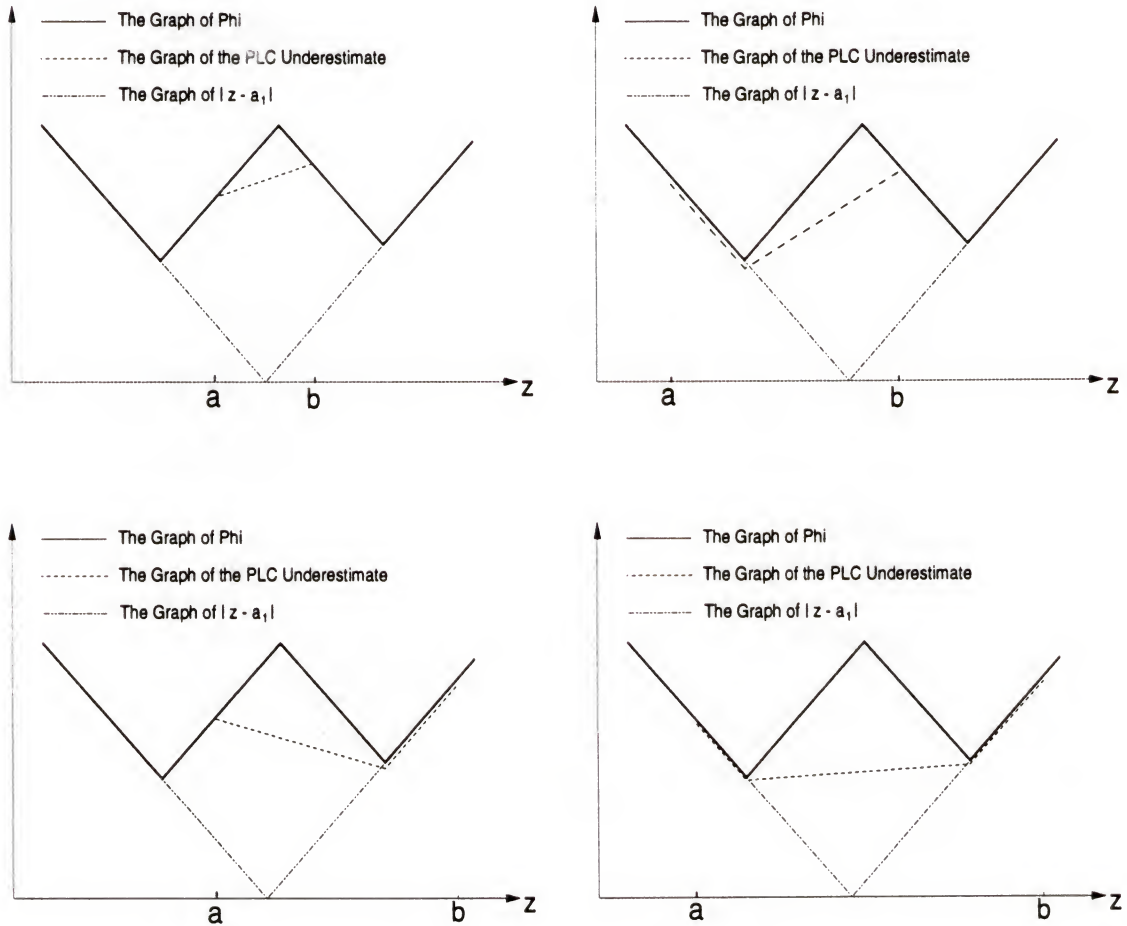 The Graph of Phi
The Graph of the PLC Underestimate
The Graph of | z - a₁|
a
b
z
The Graph of Phi
The Graph of the PLC Underestimate
The Graph of | z - a₁|
a
b
z
The Graph of Phi
The Graph of the PLC Underestimate
The Graph of | z - a₁|
a
b
z
The Graph of Phi
The Graph of the PLC Underestimate
The Graph of | z - a₁|
a
b
z